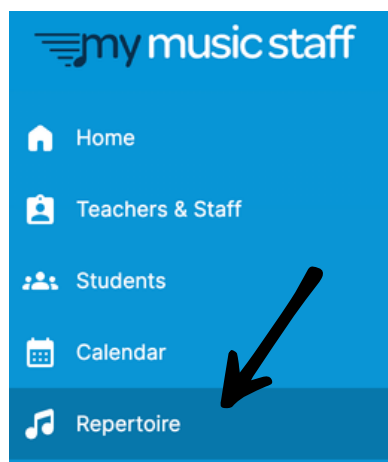 my music staff
Home
Teachers & Staff
Students
Calendar
Repertoire